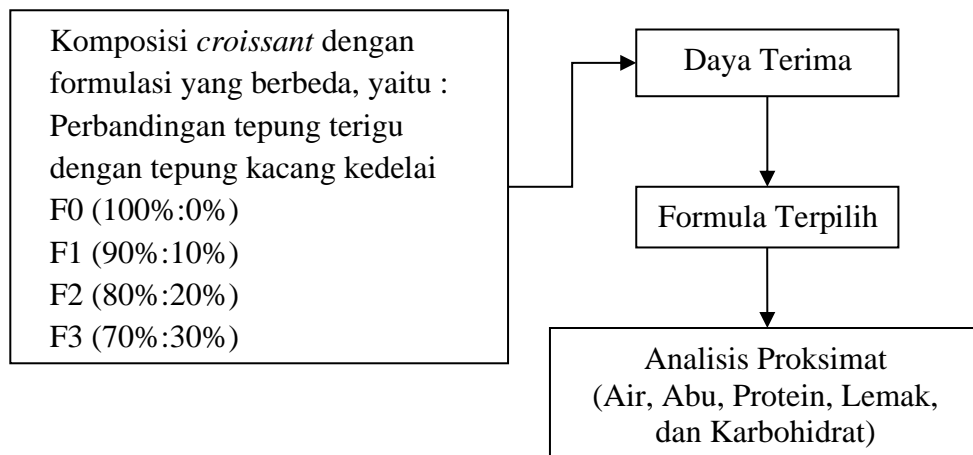 Komposisi croissant dengan
formulasi yang berbeda, yaitu :
Perbandingan tepung terigu
dengan tepung kacang kedelai
F0 (100%:0%)
F1 (90%:10%)
F2 (80%:20%)
F3 (70%:30%)
Daya Terima
Formula Terpilih
Analisis Proksimat
(Air, Abu, Protein, Lemak,
dan Karbohidrat)